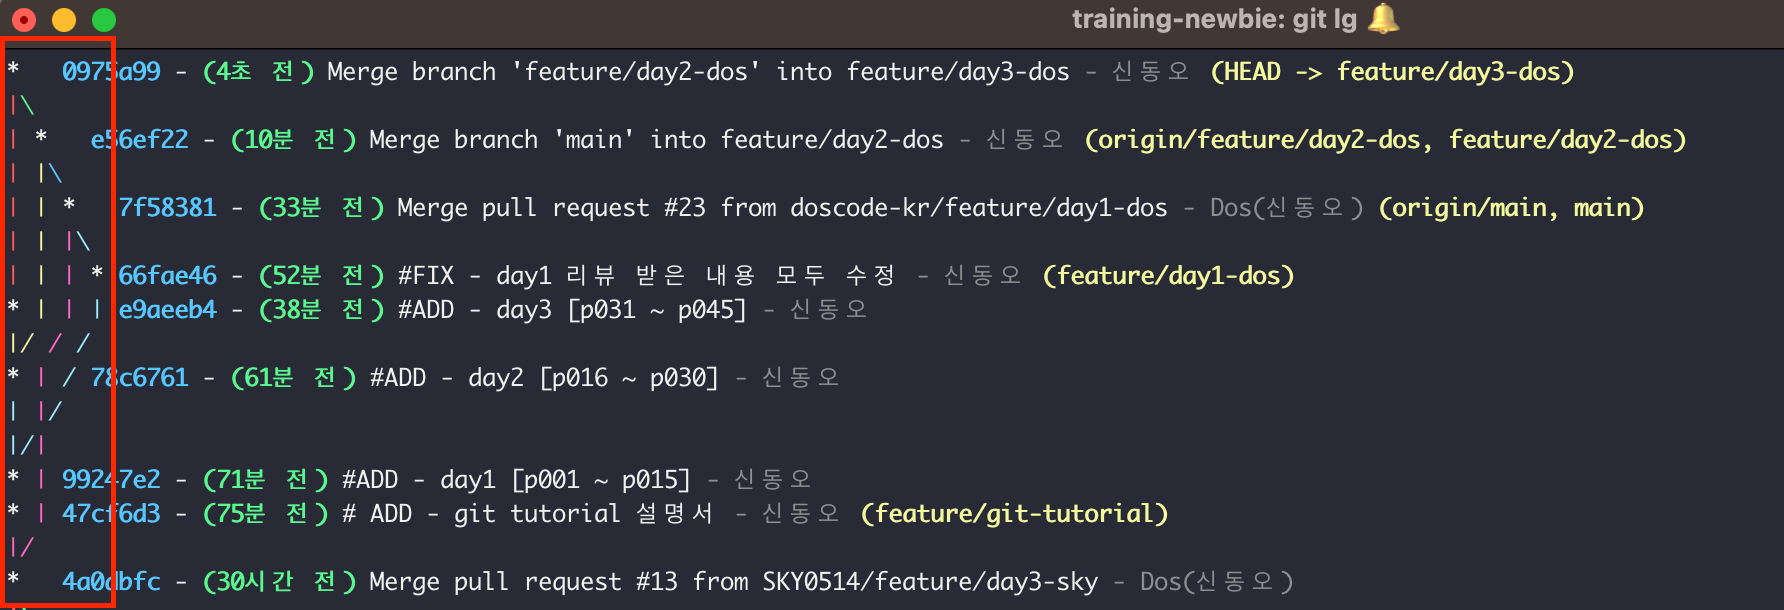 training-newbie: git lg 🔔
*   0975a99 - (4초 전) Merge branch 'feature/day2-dos' into feature/day3-dos - 신동오 (HEAD -> feature/day3-dos)
|\
| *   e56ef22 - (10분 전) Merge branch 'main' into feature/day2-dos - 신동오 (origin/feature/day2-dos, feature/day2-dos)
| |\
| | *   7f58381 - (33분 전) Merge pull request #23 from doscode-kr/feature/day1-dos - Dos(신동오) (origin/main, main)
| | |\
| | | * 66fae46 - (52분 전) #FIX - day1 리뷰 받은 내용 모두 수정 - 신동오 (feature/day1-dos)
* | | | e9aeeb4 - (38분 전) #ADD - day3 [p031 ~ p045] - 신동오
|/ / /
* | / 78c6761 - (61분 전) #ADD - day2 [p016 ~ p030] - 신동오
| |/
|/|
* | 99247e2 - (71분 전) #ADD - day1 [p001 ~ p015] - 신동오
* | 47cf6d3 - (75분 전) # ADD - git tutorial 설명서 - 신동오 (feature/git-tutorial)
|/
*   4a0dbfc - (30시간 전) Merge pull request #13 from SKY0514/feature/day3-sky - Dos(신동오)